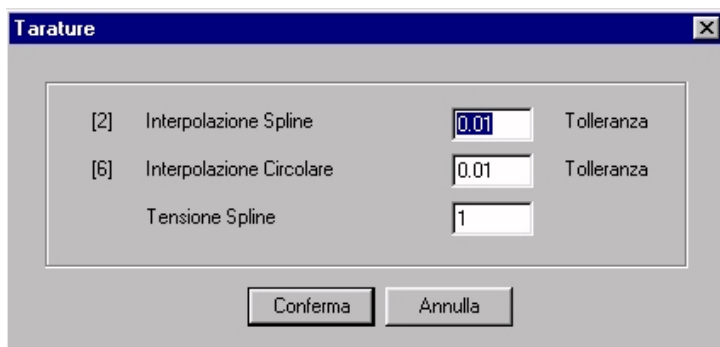 Tarature
[2] Interpolazione Spline 0.01 Tolleranza
[6] Interpolazione Circolare 0.01 Tolleranza
Tensione Spline 1
Conferma Annulla